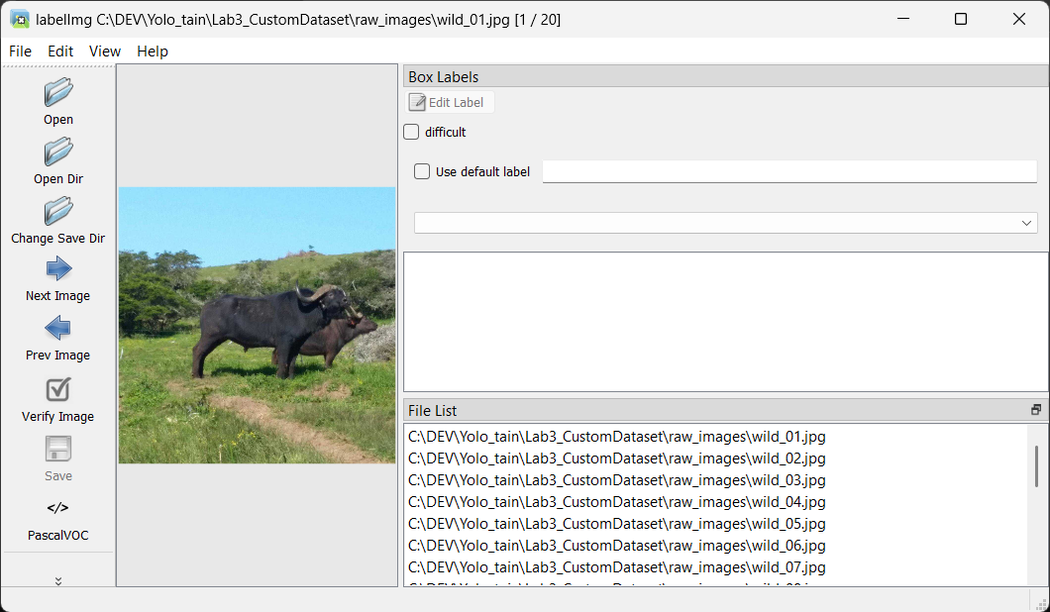 labelImg C:\DEV\Yolo_tain\Lab3_CustomDataset\raw_images\wild_01.jpg [1 / 20]
File Edit View Help
Open
Open Dir
Change Save Dir
Next Image
Prev Image
Verify Image
Save
</>
PascalVOC
Box Labels
Edit Label
difficult
Use default label
File List
C:\DEV\Yolo_tain\Lab3_CustomDataset\raw_images\wild_01.jpg
C:\DEV\Yolo_tain\Lab3_CustomDataset\raw_images\wild_02.jpg
C:\DEV\Yolo_tain\Lab3_CustomDataset\raw_images\wild_03.jpg
C:\DEV\Yolo_tain\Lab3_CustomDataset\raw_images\wild_04.jpg
C:\DEV\Yolo_tain\Lab3_CustomDataset\raw_images\wild_05.jpg
C:\DEV\Yolo_tain\Lab3_CustomDataset\raw_images\wild_06.jpg
C:\DEV\Yolo_tain\Lab3_CustomDataset\raw_images\wild_07.jpg